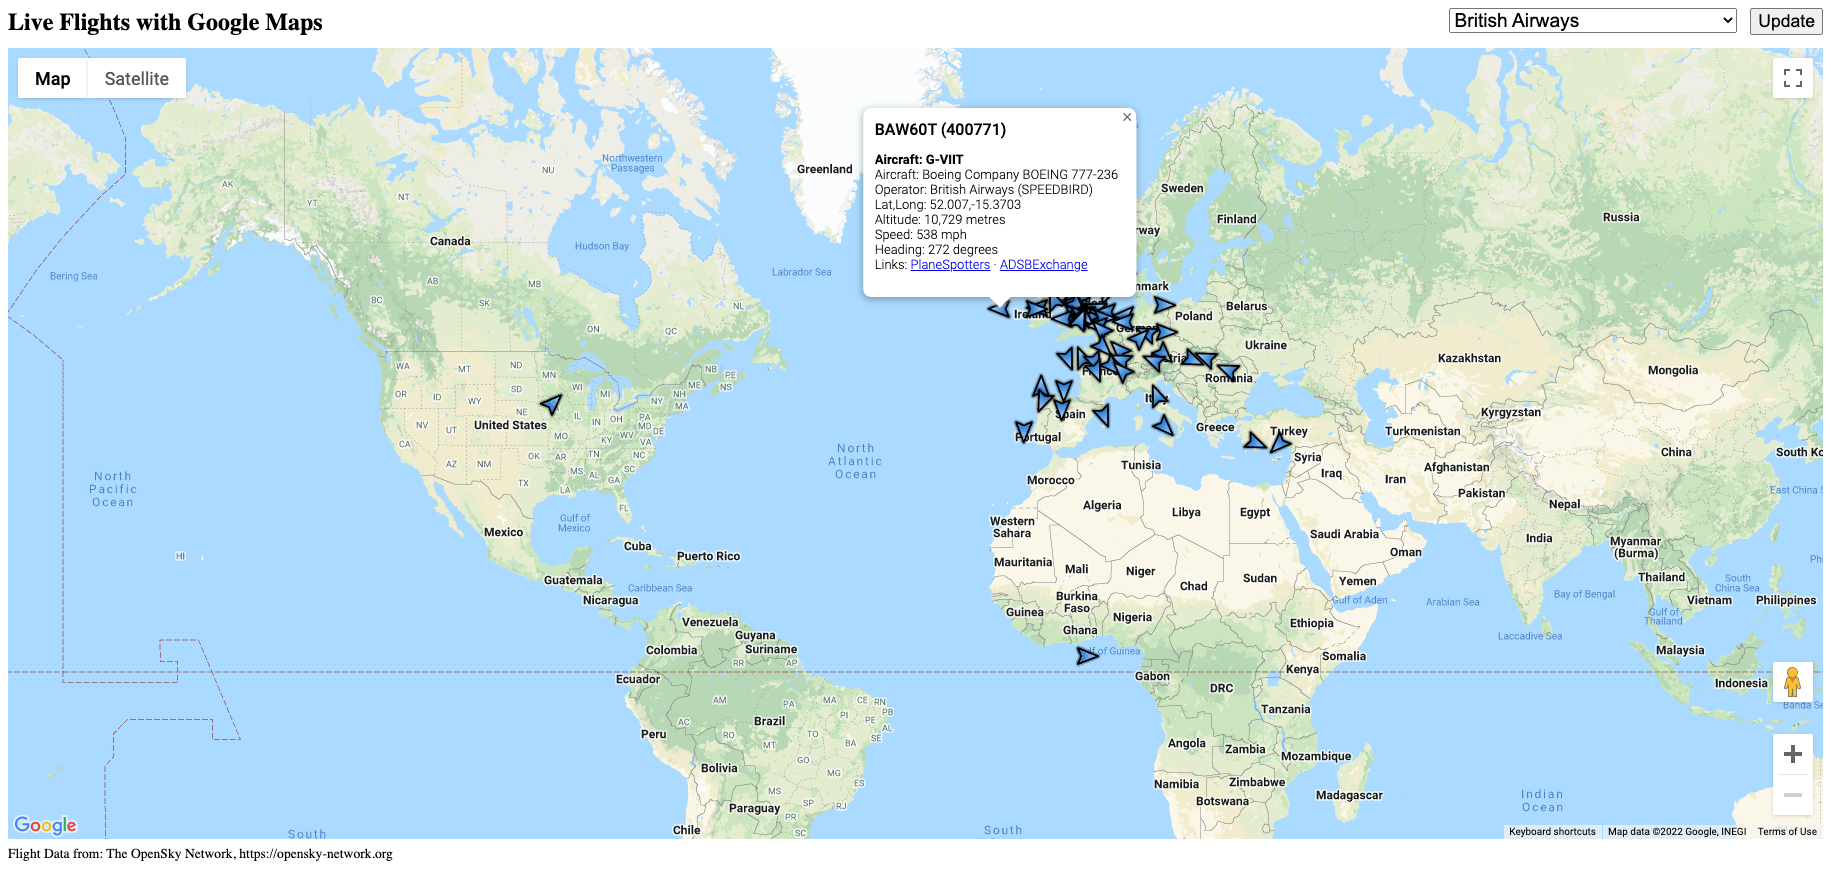 Live Flights with Google Maps
British Airways
Update
Map
Satellite
BAW60T (400771)
×
Aircraft: G-VIIT
Aircraft: Boeing Company BOEING 777-236
Operator: British Airways (SPEEDBIRD)
Lat,Long: 52.007,-15.3703
Altitude: 10,729 metres
Speed: 538 mph
Heading: 272 degrees
Links: PlaneSpotters · ADSBExchange
Northwestern
Passages
Greenland
NU
AK
YT
NT
Sweden
Finland
Russia
Canada
Hudson Bay
Bering Sea
Labrador Sea
AB
BC
SK
MB
ON
QC
NL
Belarus
Poland
Ukraine
Kazakhstan
Mongolia
Romania
NB
PE
NS
WA
MT
ND
MN
OR
ID
SD
WI
MI
WY
NE
IA
IL
IN
OH
PA
NY
NH
MA
NV
UT
CO
KS
MO
KY
WV
VA
MD
DE
NJ
CA
AZ
NM
OK
AR
TN
NC
SC
MS
AL
GA
TX
LA
FL
United States
Spain
Portugal
Greece
Turkey
Kyrgyzstan
Turkmenistan
China
South Ko
Syria
Iraq
Iran
Afghanistan
Pakistan
Nepal
East China S
North
Pacific
Ocean
North
Atlantic
Ocean
Tunisia
Morocco
Algeria
Libya
Egypt
Western
Sahara
Saudi Arabia
Oman
India
Myanmar
(Burma)
Gulf of
Mexico
Mexico
Cuba
Puerto Rico
HI
Mauritania
Mali
Niger
Chad
Sudan
Yemen
Gulf of Aden
Arabian Sea
Bay of Bengal
Thailand
South
China Sea
Vietnam
Philippines
Gulf of
Thailand
Guatemala
Caribbean Sea
Nicaragua
Burkina
Faso
Guinea
Ghana
Nigeria
Ethiopia
Laccadive Sea
Venezuela
Guyana
Suriname
Colombia
RR
AP
Somalia
Malaysia
Ecuador
Gabon
Kenya
DRC
Indonesia
Banda Se
AM
PA
MA
CE
RN
PB
PI
PE
AL
SE
AC
TO
Brazil
RO
BA
MT
Peru
Tanzania
Angola
Zambia
Mozambique
GO
MG
ES
Bolivia
MS
SP
RJ
Namibia
Zimbabwe
Botswana
Madagascar
Indian
Ocean
Paraguay
PR
SC
Chile
South
South
Google
Keyboard shortcuts
Map data ©2022 Google, INEGI
Terms of Use
Flight Data from: The OpenSky Network, https://opensky-network.org